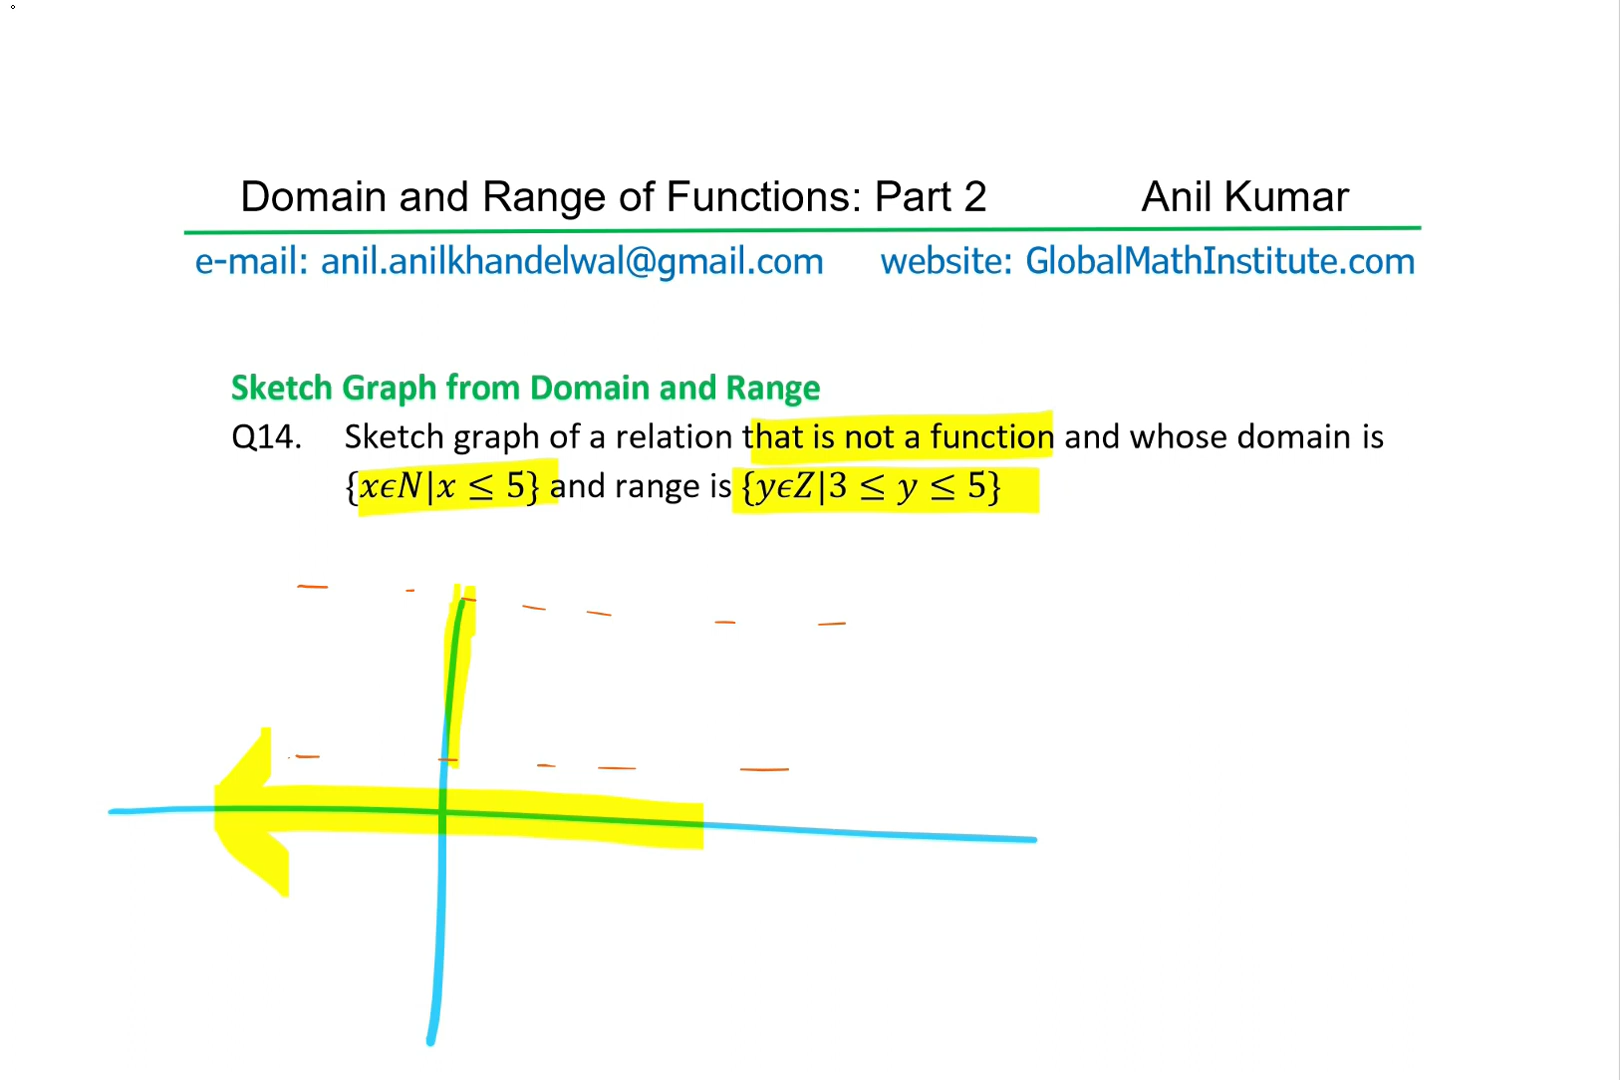 Domain and Range of Functions: Part 2 Anil Kumar
e-mail: anil.anilkhandelwal@gmail.com website: GlobalMathInstitute.com
Sketch Graph from Domain and Range
Q14. Sketch graph of a relation that is not a function and whose domain is
{xϵN|x ≤ 5} and range is {yϵZ|3 ≤ y ≤ 5}